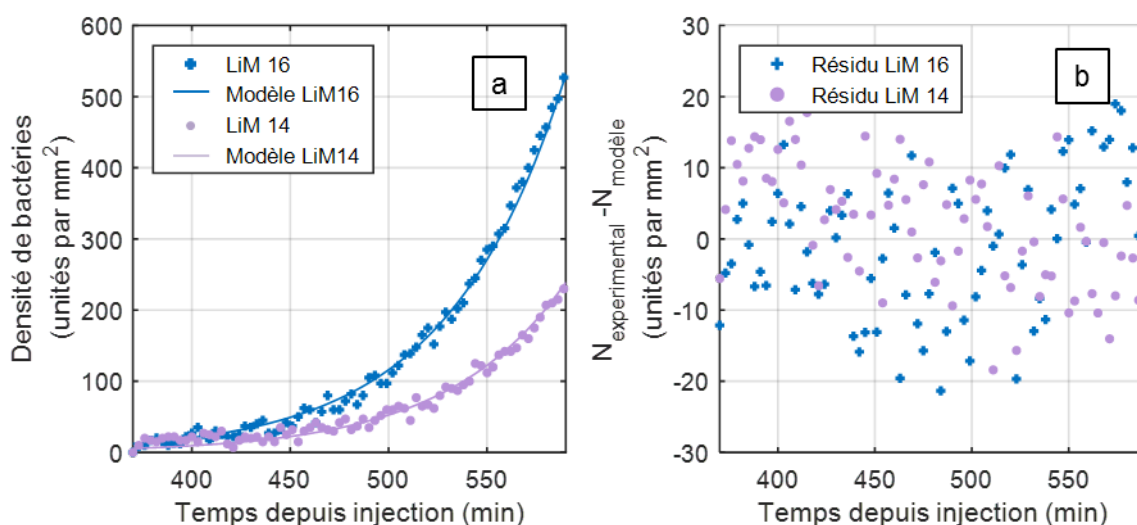 600
500
400
300
200
100
0
400
450
500
550
Densité de bactéries
(unités par mm²)
Temps depuis injection (min)
LiM 16
Modèle LiM16
LiM 14
Modèle LiM14
a
30
20
10
0
-10
-20
-30
400
450
500
550
N_experimental -N_modèle
(unités par mm²)
Temps depuis injection (min)
Résidu LiM 16
Résidu LiM 14
b